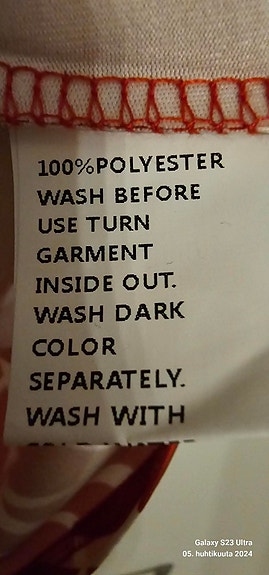 100%POLYESTER
WASH BEFORE
USE TURN
GARMENT
INSIDE OUT.
WASH DARK
COLOR
SEPARATELY.
WASH WITH
Galaxy S23 Ultra
05. huhtikuuta 2024